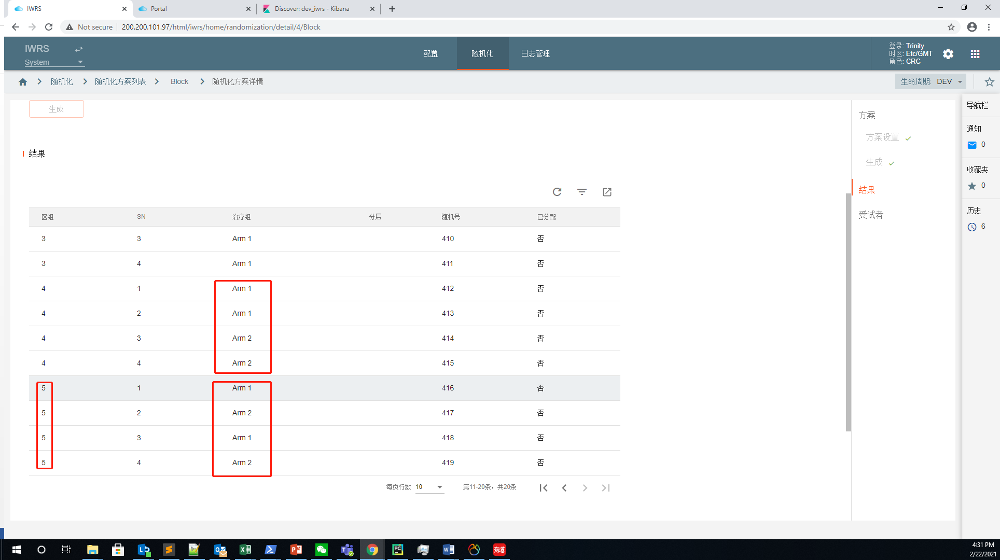 IWRS
Portal
Discover: dev_iwrs - Kibana
Not secure
200.200.101.97/html/iwrs/home/randomization/detail/4/Block
IWRS
System
配置
随机化
日志管理
登录: Trinity
时区: Etc/GMT
角色: CRC
随机化
随机化方案列表
Block
随机化方案详情
生命周期: DEV
生成
结果
区组 SN 治疗组 分层 随机号 已分配
3 3 Arm 1 410 否
3 4 Arm 1 411 否
4 1 Arm 1 412 否
4 2 Arm 1 413 否
4 3 Arm 2 414 否
4 4 Arm 2 415 否
5 1 Arm 1 416 否
5 2 Arm 2 417 否
5 3 Arm 1 418 否
5 4 Arm 2 419 否
每页行数 10 第11-20条，共20条
方案
方案设置
生成
结果
受试者
导航栏
通知
0
收藏夹
0
历史
6
4:31 PM
2/22/2021
有道